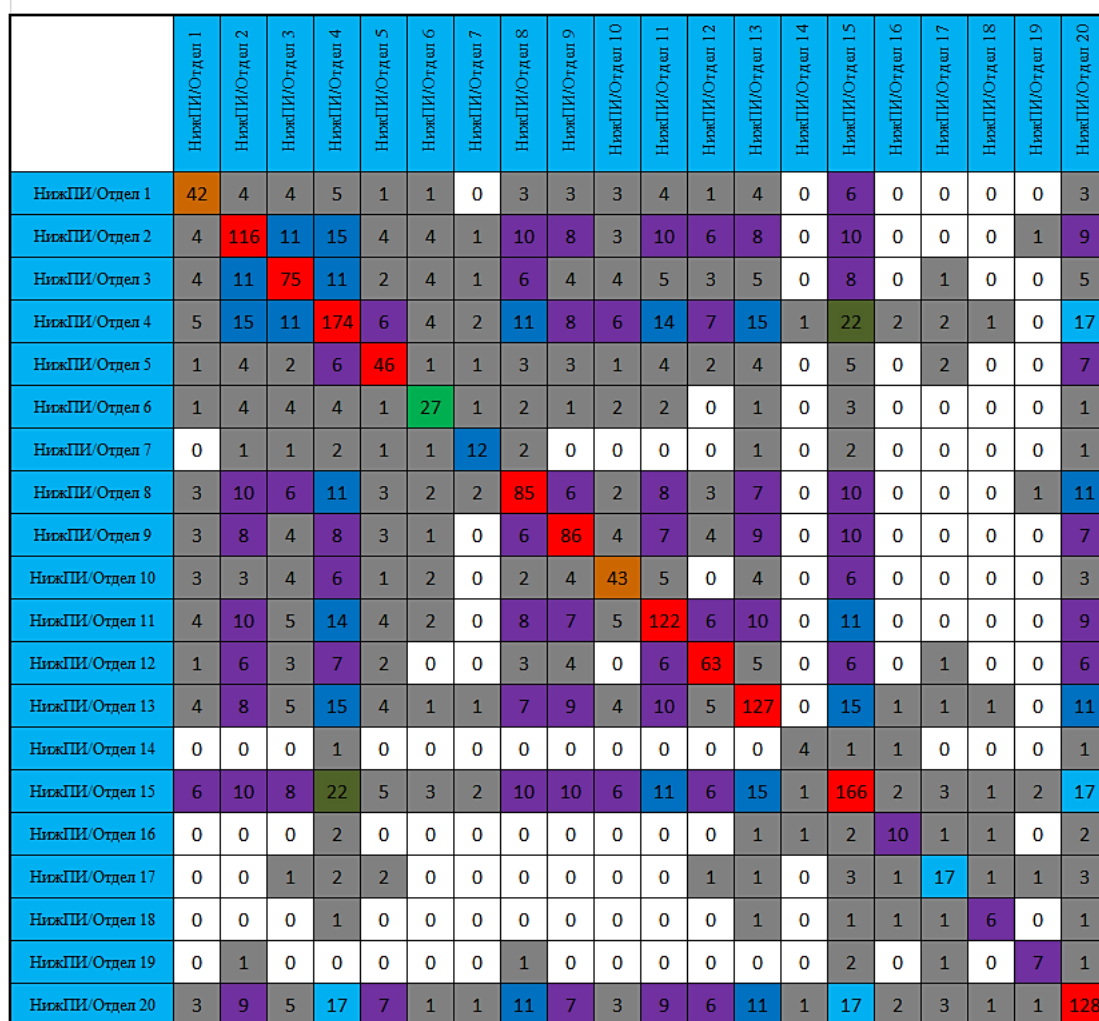 НижПИ/Отдел 1 НижПИ/Отдел 2 НижПИ/Отдел 3 НижПИ/Отдел 4 НижПИ/Отдел 5 НижПИ/Отдел 6 НижПИ/Отдел 7 НижПИ/Отдел 8 НижПИ/Отдел 9 НижПИ/Отдел 10 НижПИ/Отдел 11 НижПИ/Отдел 12 НижПИ/Отдел 13 НижПИ/Отдел 14 НижПИ/Отдел 15 НижПИ/Отдел 16 НижПИ/Отдел 17 НижПИ/Отдел 18 НижПИ/Отдел 19 НижПИ/Отдел 20
НижПИ/Отдел 1 42 4 4 5 1 1 0 3 3 3 4 1 4 0 6 0 0 0 0 3
НижПИ/Отдел 2 4 116 11 15 4 4 1 10 8 3 10 6 8 0 10 0 0 0 1 9
НижПИ/Отдел 3 4 11 75 11 2 4 1 6 4 4 5 3 5 0 8 0 1 0 0 5
НижПИ/Отдел 4 5 15 11 174 6 4 2 11 8 6 14 7 15 1 22 2 2 1 0 17
НижПИ/Отдел 5 1 4 2 6 46 1 1 3 3 1 4 2 4 0 5 0 2 0 0 7
НижПИ/Отдел 6 1 4 4 4 1 27 1 2 1 2 2 0 1 0 3 0 0 0 0 1
НижПИ/Отдел 7 0 1 1 2 1 1 12 2 0 0 0 0 1 0 2 0 0 0 0 1
НижПИ/Отдел 8 3 10 6 11 3 2 2 85 6 2 8 3 7 0 10 0 0 0 1 11
НижПИ/Отдел 9 3 8 4 8 3 1 0 6 86 4 7 4 9 0 10 0 0 0 0 7
НижПИ/Отдел 10 3 3 4 6 1 2 0 2 4 43 5 0 4 0 6 0 0 0 0 3
НижПИ/Отдел 11 4 10 5 14 4 2 0 8 7 5 122 6 10 0 11 0 0 0 0 9
НижПИ/Отдел 12 1 6 3 7 2 0 0 3 4 0 6 63 5 0 6 0 1 0 0 6
НижПИ/Отдел 13 4 8 5 15 4 1 1 7 9 4 10 5 127 0 15 1 1 1 0 11
НижПИ/Отдел 14 0 0 0 1 0 0 0 0 0 0 0 0 0 4 1 1 0 0 0 1
НижПИ/Отдел 15 6 10 8 22 5 3 2 10 10 6 11 6 15 1 166 2 3 1 2 17
НижПИ/Отдел 16 0 0 0 2 0 0 0 0 0 0 0 0 1 1 2 10 1 1 0 2
НижПИ/Отдел 17 0 0 1 2 2 0 0 0 0 0 0 1 1 0 3 1 17 1 1 3
НижПИ/Отдел 18 0 0 0 1 0 0 0 0 0 0 0 0 1 0 1 1 1 6 0 1
НижПИ/Отдел 19 0 1 0 0 0 0 0 1 0 0 0 0 0 0 2 0 1 0 7 1
НижПИ/Отдел 20 3 9 5 17 7 1 1 11 7 3 9 6 11 1 17 2 3 1 1 128